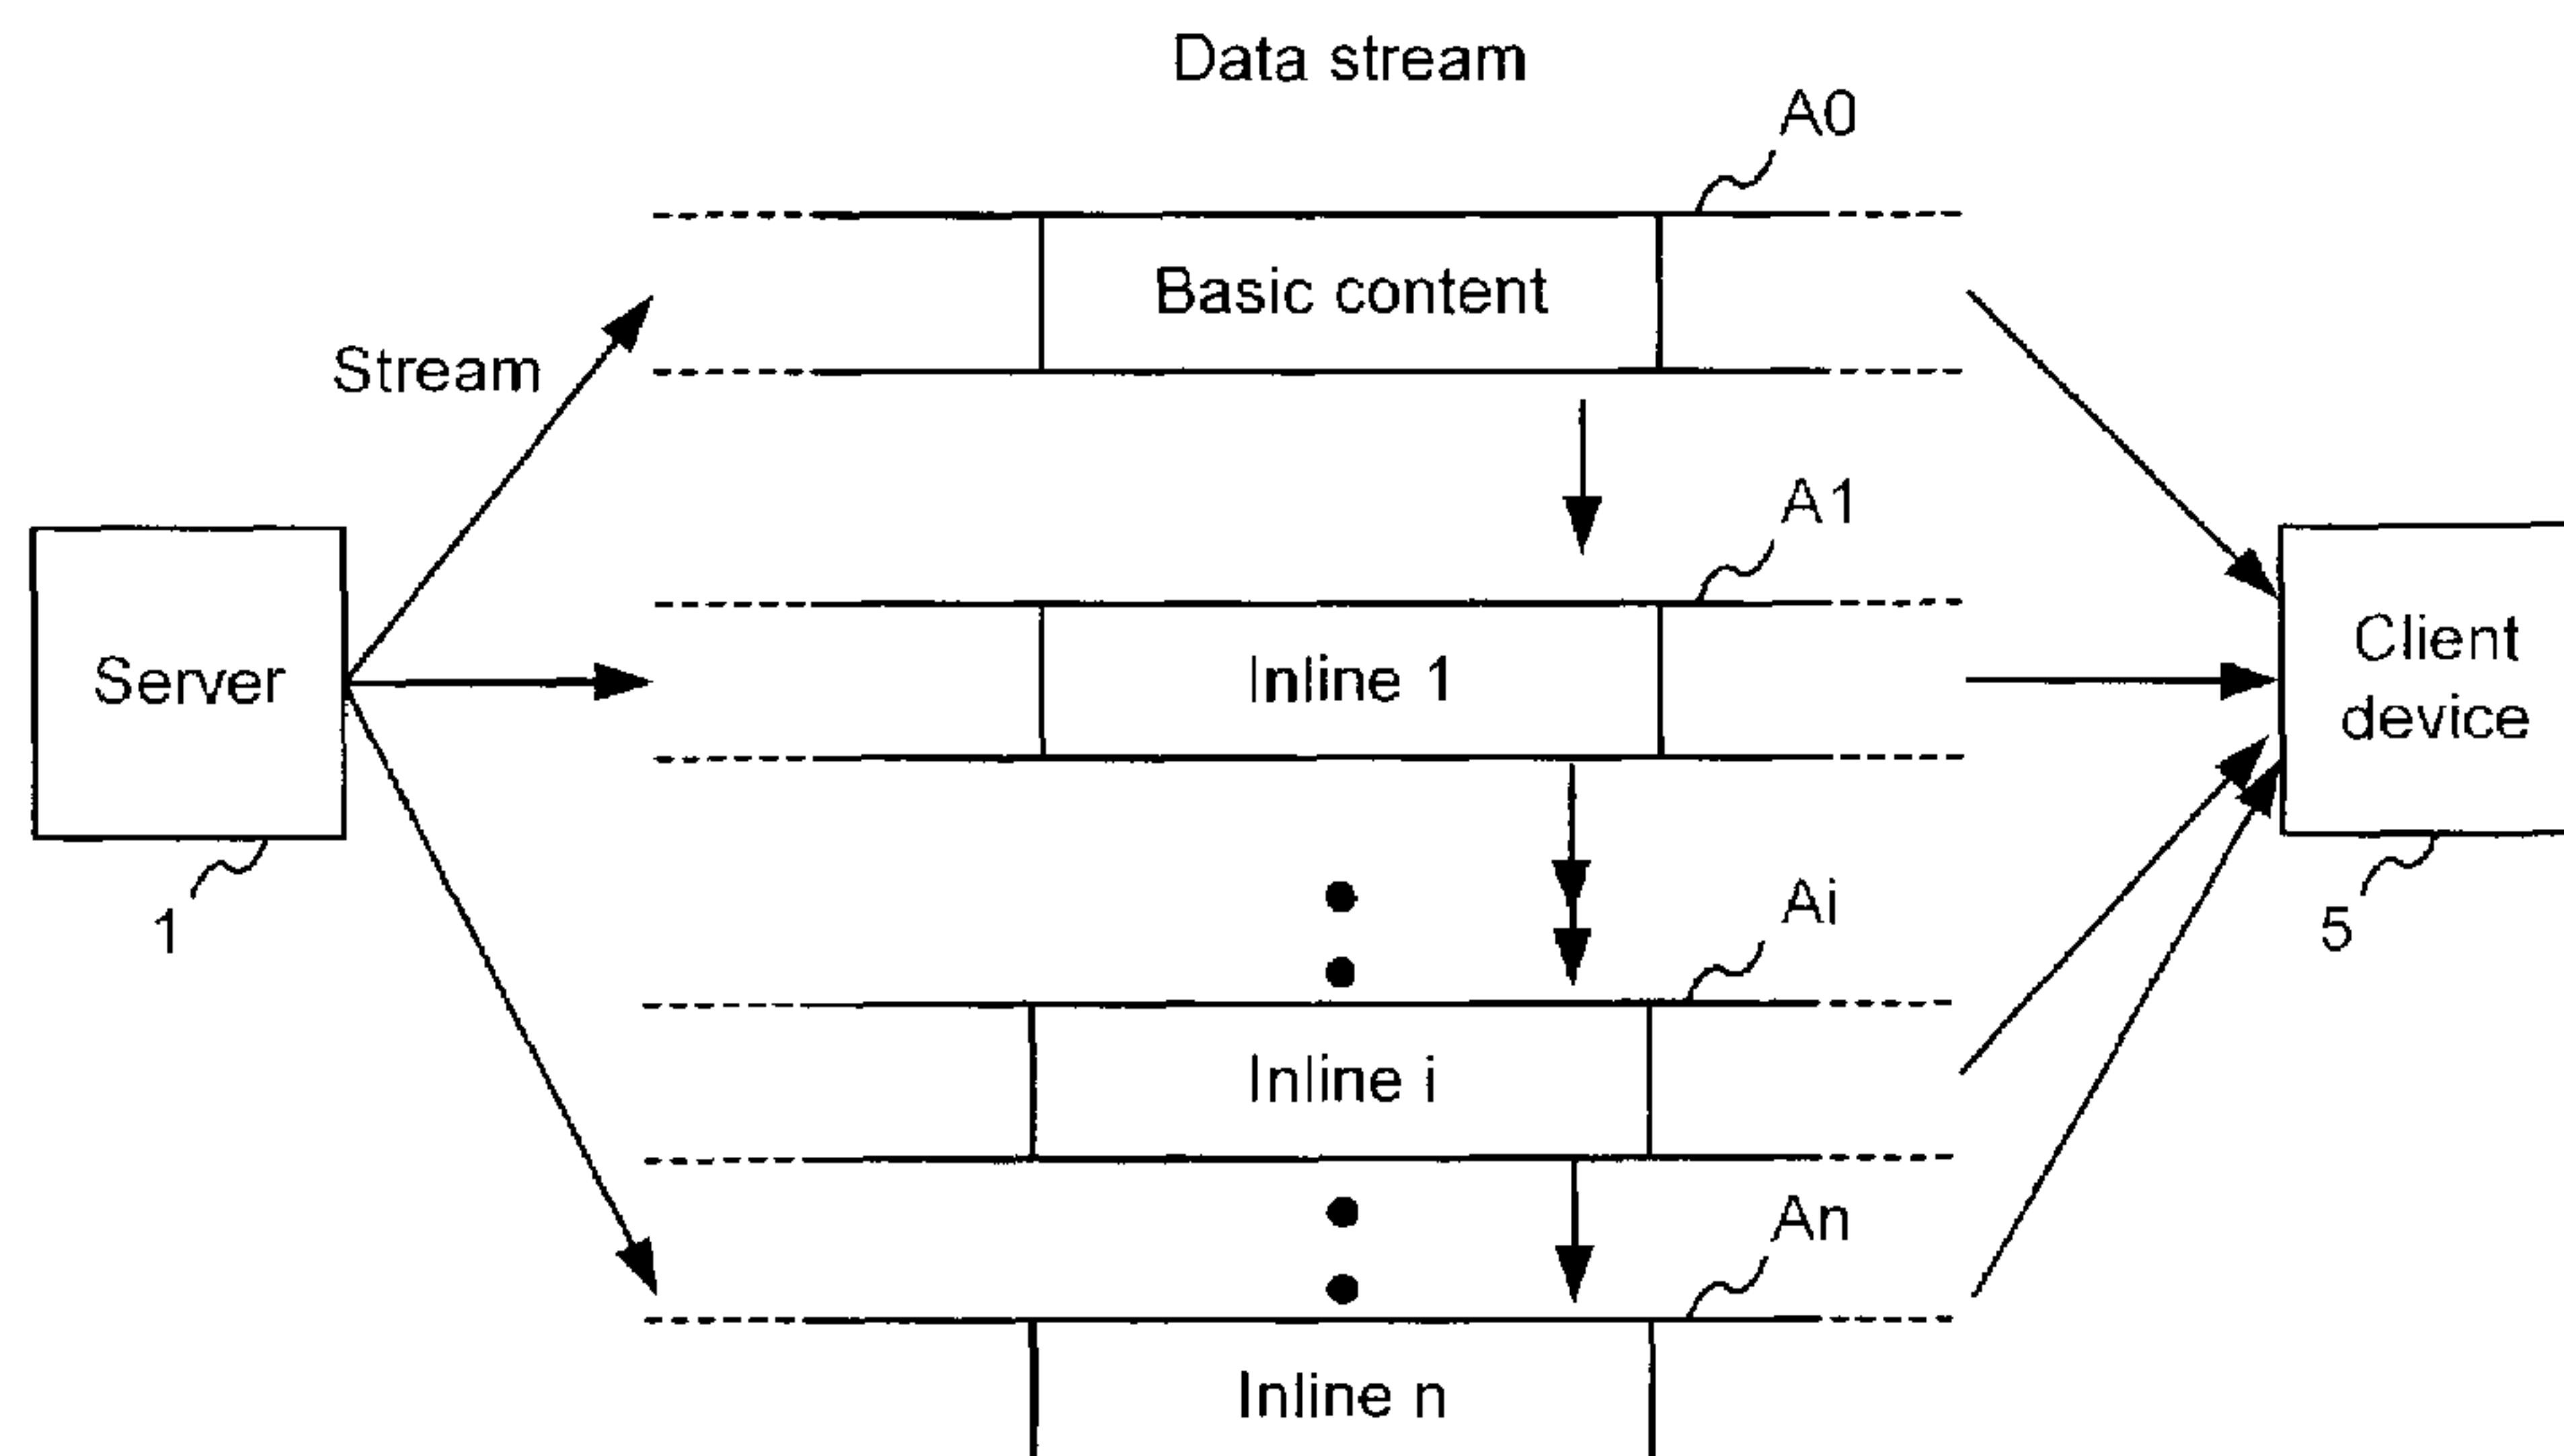 Data stream
A0
Basic content
Stream
A1
Server
Inline 1
Client
device
1
Ai
5
Inline i
An
Inline n